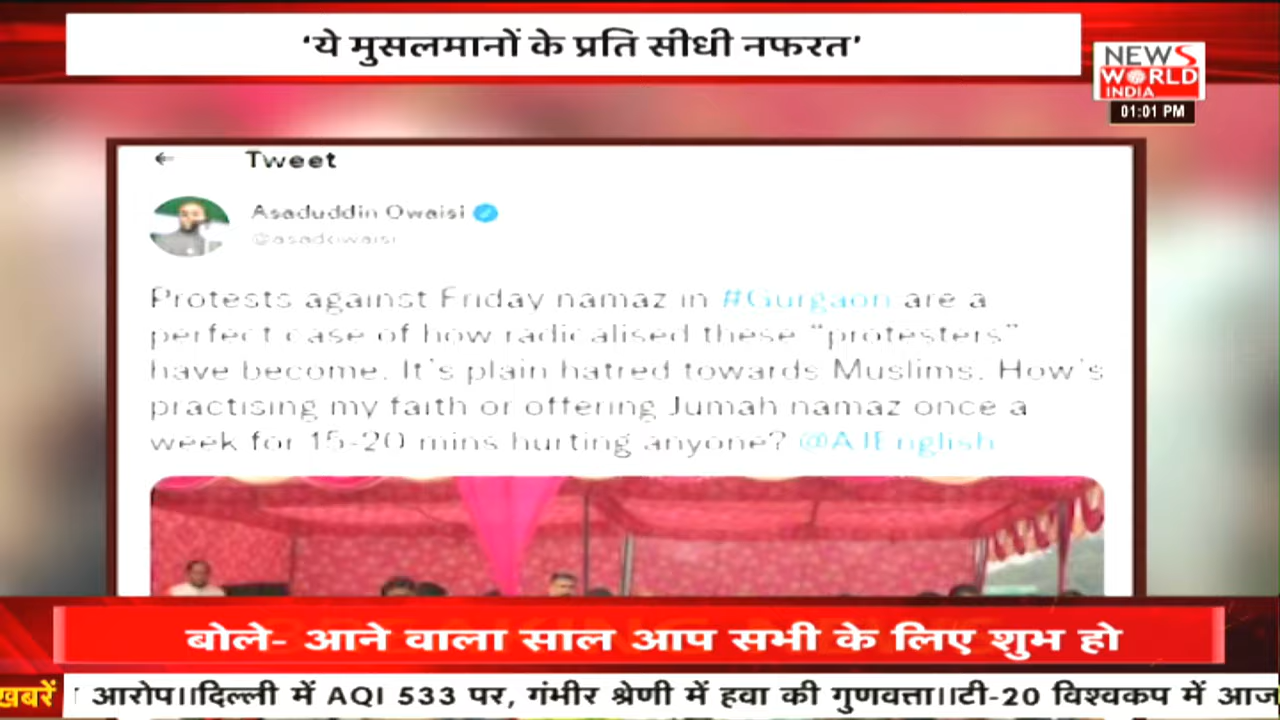 ‘ये मुसलमानों के प्रति सीधी नफरत’
NEWS
WORLD
INDIA
01:01 PM
← Tweet
Asaduddin Owaisi
@asadowaisi
Protests against Friday namaz in #Gurgaon are a
perfect case of how radicalised these “protesters”
have become. It's plain hatred towards Muslims. How's
practising my faith or offering Jumah namaz once a
week for 15-20 mins hurting anyone? @AJEnglish
बोले- आने वाला साल आप सभी के लिए शुभ हो
खबरें आरोप।।दिल्ली में AQI 533 पर, गंभीर श्रेणी में हवा की गुणवत्ता।।टी-20 विश्वकप में आज